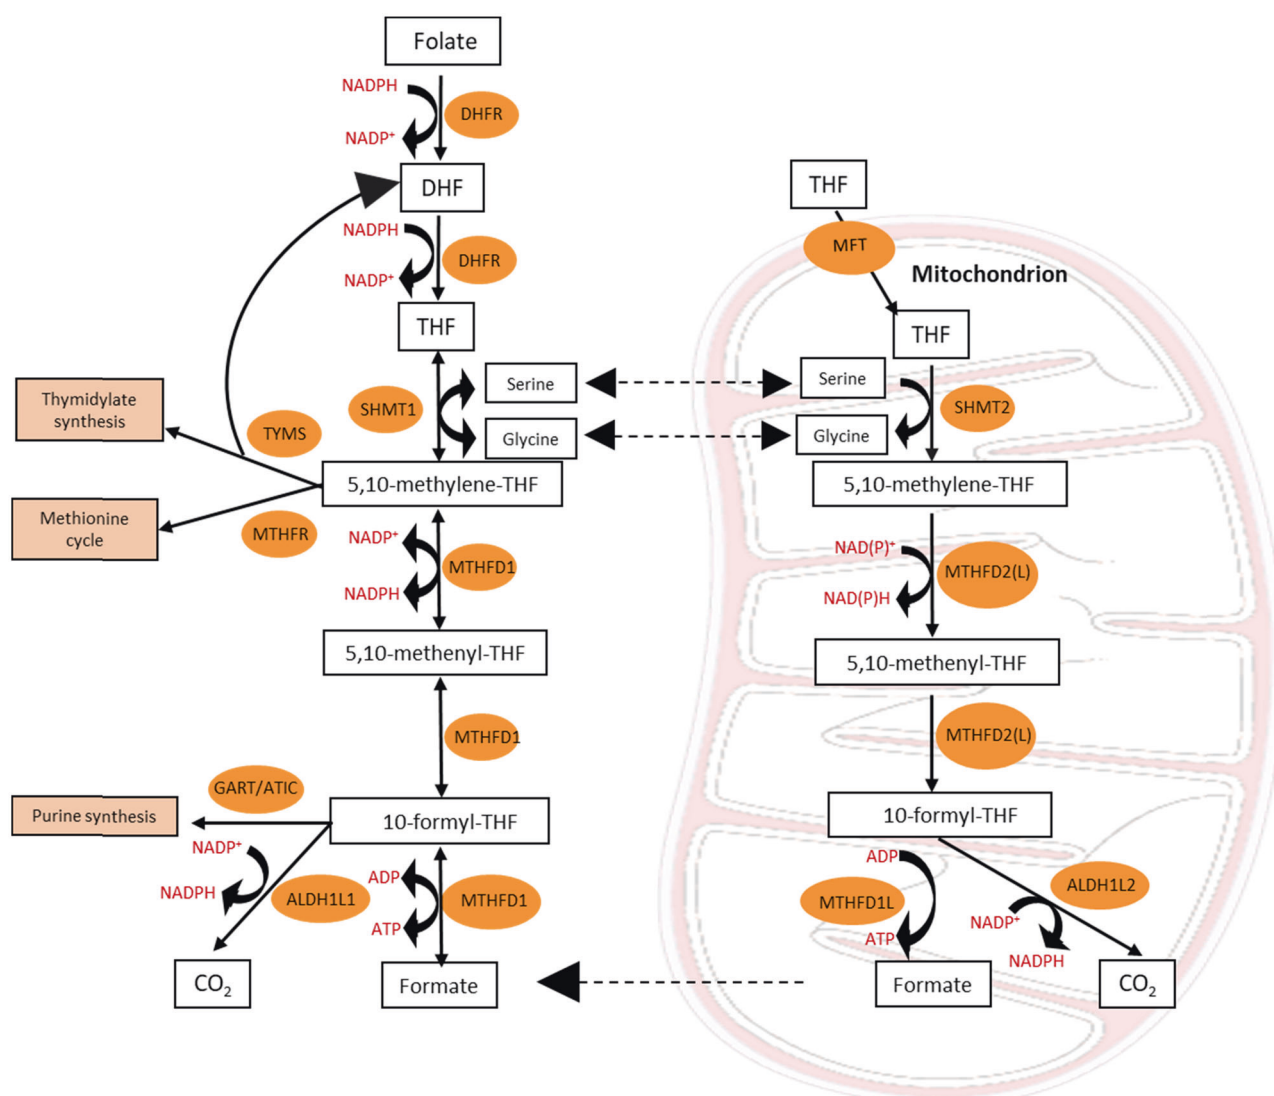 Folate
NADPH
DHFR
NADP⁺
DHF
NADPH
DHFR
NADP⁺
THF
SHMT1
Serine
Glycine
Thymidylate
synthesis
TYMS
5,10-methylene-THF
Methionine
cycle
MTHFR
NADP⁺
MTHFD1
NADPH
5,10-methenyl-THF
MTHFD1
GART/ATIC
Purine synthesis
10-formyl-THF
NADP⁺
NADPH
ALDH1L1
ADP
MTHFD1
ATP
CO₂
Formate
THF
MFT
Mitochondrion
THF
Serine
SHMT2
Glycine
5,10-methylene-THF
NAD(P)⁺
MTHFD2(L)
NAD(P)H
5,10-methenyl-THF
MTHFD2(L)
10-formyl-THF
ADP
MTHFD1L
ATP
ALDH1L2
NADP⁺
NADPH
Formate
CO₂